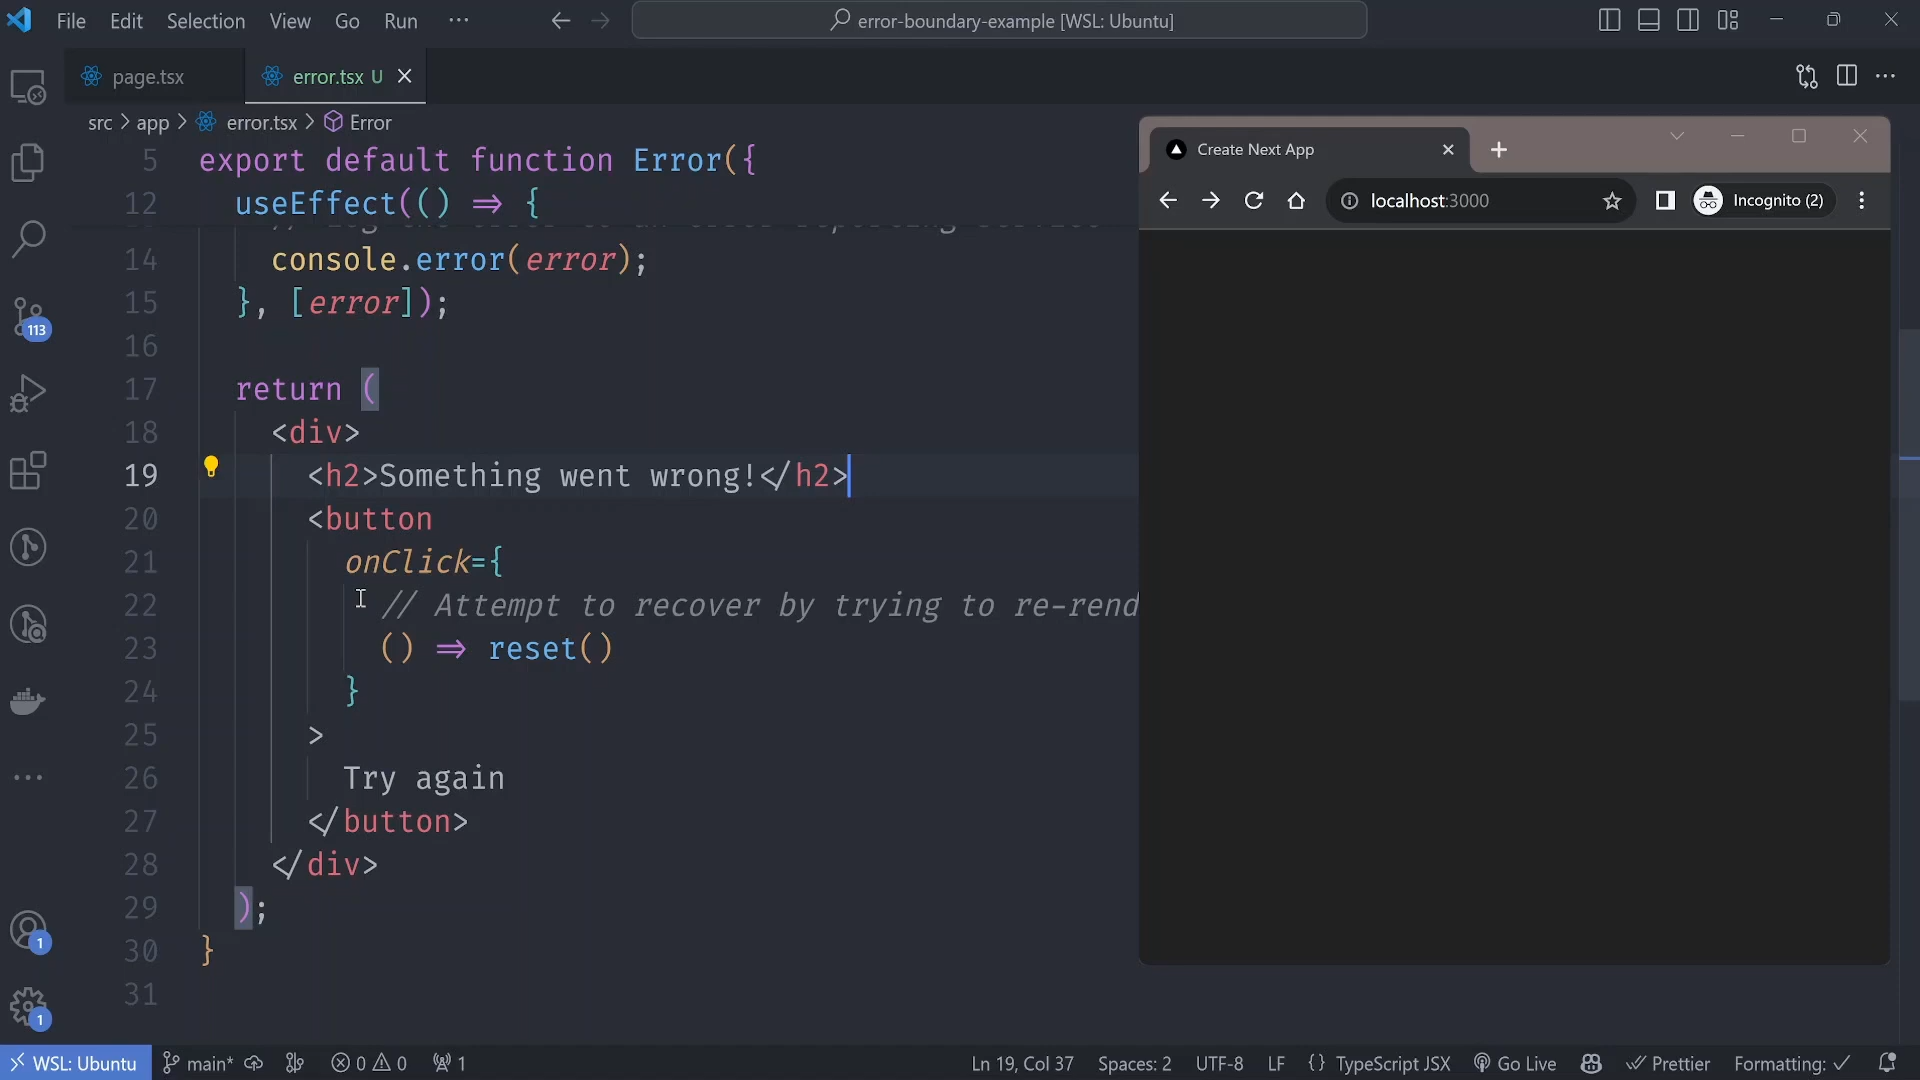 File Edit Selection View Go Run ···
error-boundary-example [WSL: Ubuntu]
page.tsx
error.tsx U
src > app > error.tsx > Error
5 export default function Error({
12 useEffect(() => {
14 console.error(error);
15 }, [error]);
16
17 return (
18 <div>
19 <h2>Something went wrong!</h2>
20 <button
21 onClick={
22 // Attempt to recover by trying to re-rend
23 () => reset()
24 }
25 >
26 Try again
27 </button>
28 </div>
29 );
30 }
31
113
1
1
Create Next App
localhost:3000
Incognito (2)
WSL: Ubuntu
main*
0 0
1
Ln 19, Col 37
Spaces: 2
UTF-8
LF
{} TypeScript JSX
Go Live
Prettier
Formatting: ✓